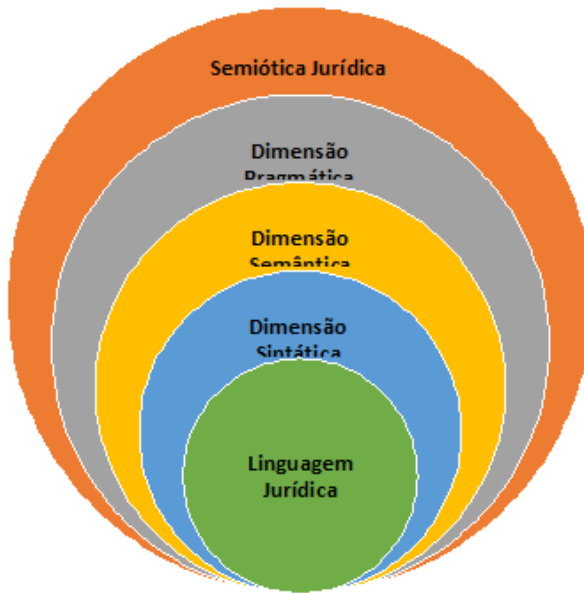 Semiótica Jurídica
Dimensão
Pragmática
Dimensão
Semântica
Dimensão
Sintática
Linguagem
Jurídica